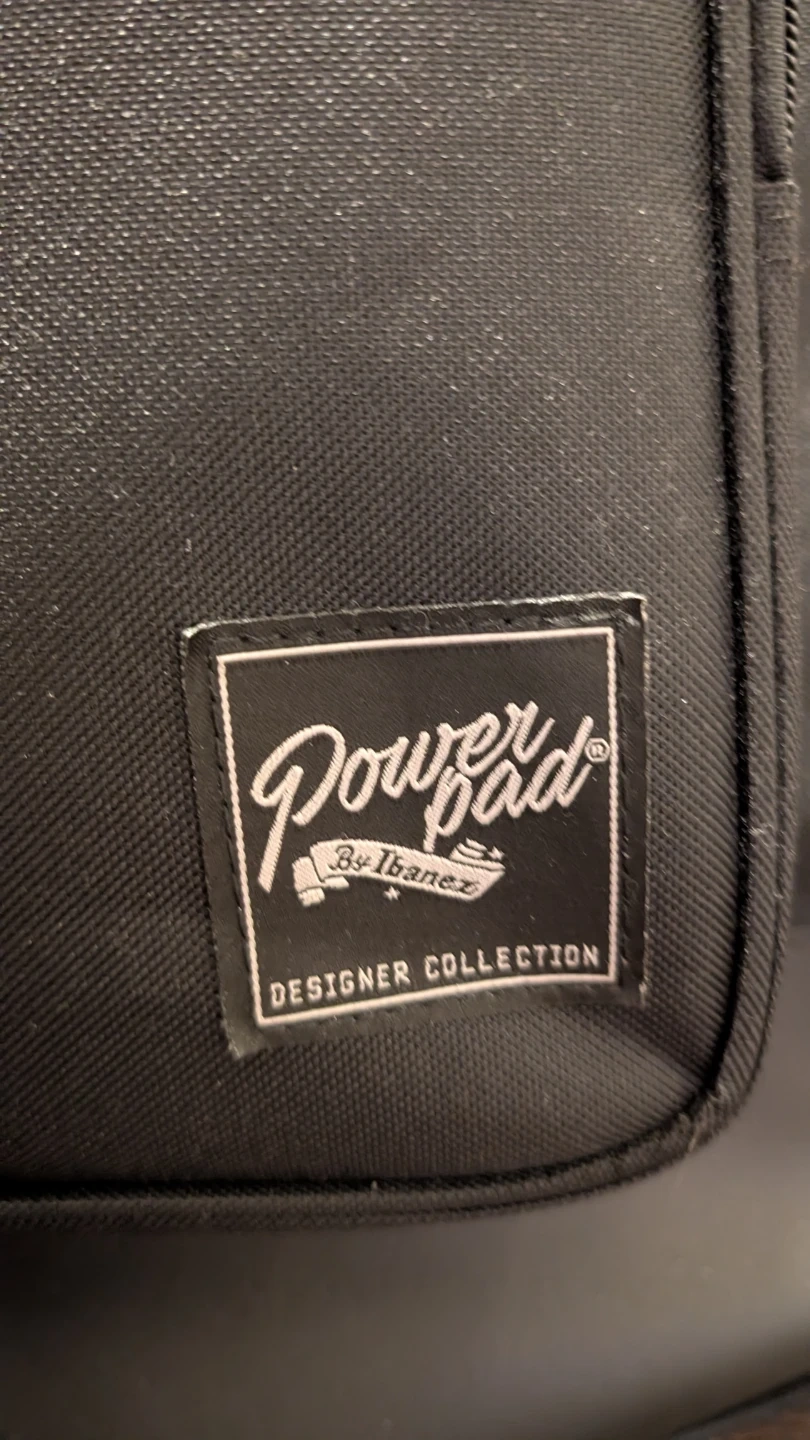 Power
pad®
By Ibanez
DESIGNER COLLECTION